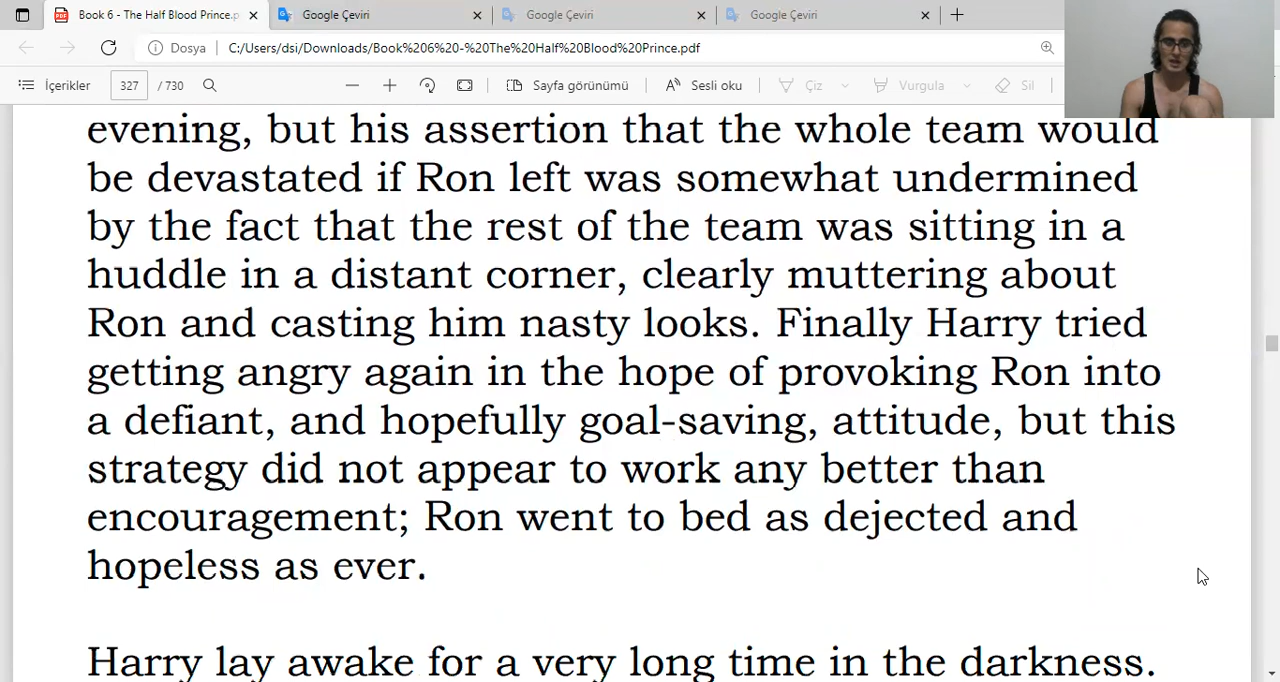 Book 6 - The Half Blood Prince.p
Google Çeviri
Google Çeviri
Google Çeviri
Dosya
C:/Users/dsi/Downloads/Book%206%20-%20The%20Half%20Blood%20Prince.pdf
İçerikler
327
/ 730
Sayfa görünümü
Sesli oku
Çiz
Vurgula
Sil
evening, but his assertion that the whole team would
be devastated if Ron left was somewhat undermined
by the fact that the rest of the team was sitting in a
huddle in a distant corner, clearly muttering about
Ron and casting him nasty looks. Finally Harry tried
getting angry again in the hope of provoking Ron into
a defiant, and hopefully goal-saving, attitude, but this
strategy did not appear to work any better than
encouragement; Ron went to bed as dejected and
hopeless as ever.
Harry lay awake for a very long time in the darkness.